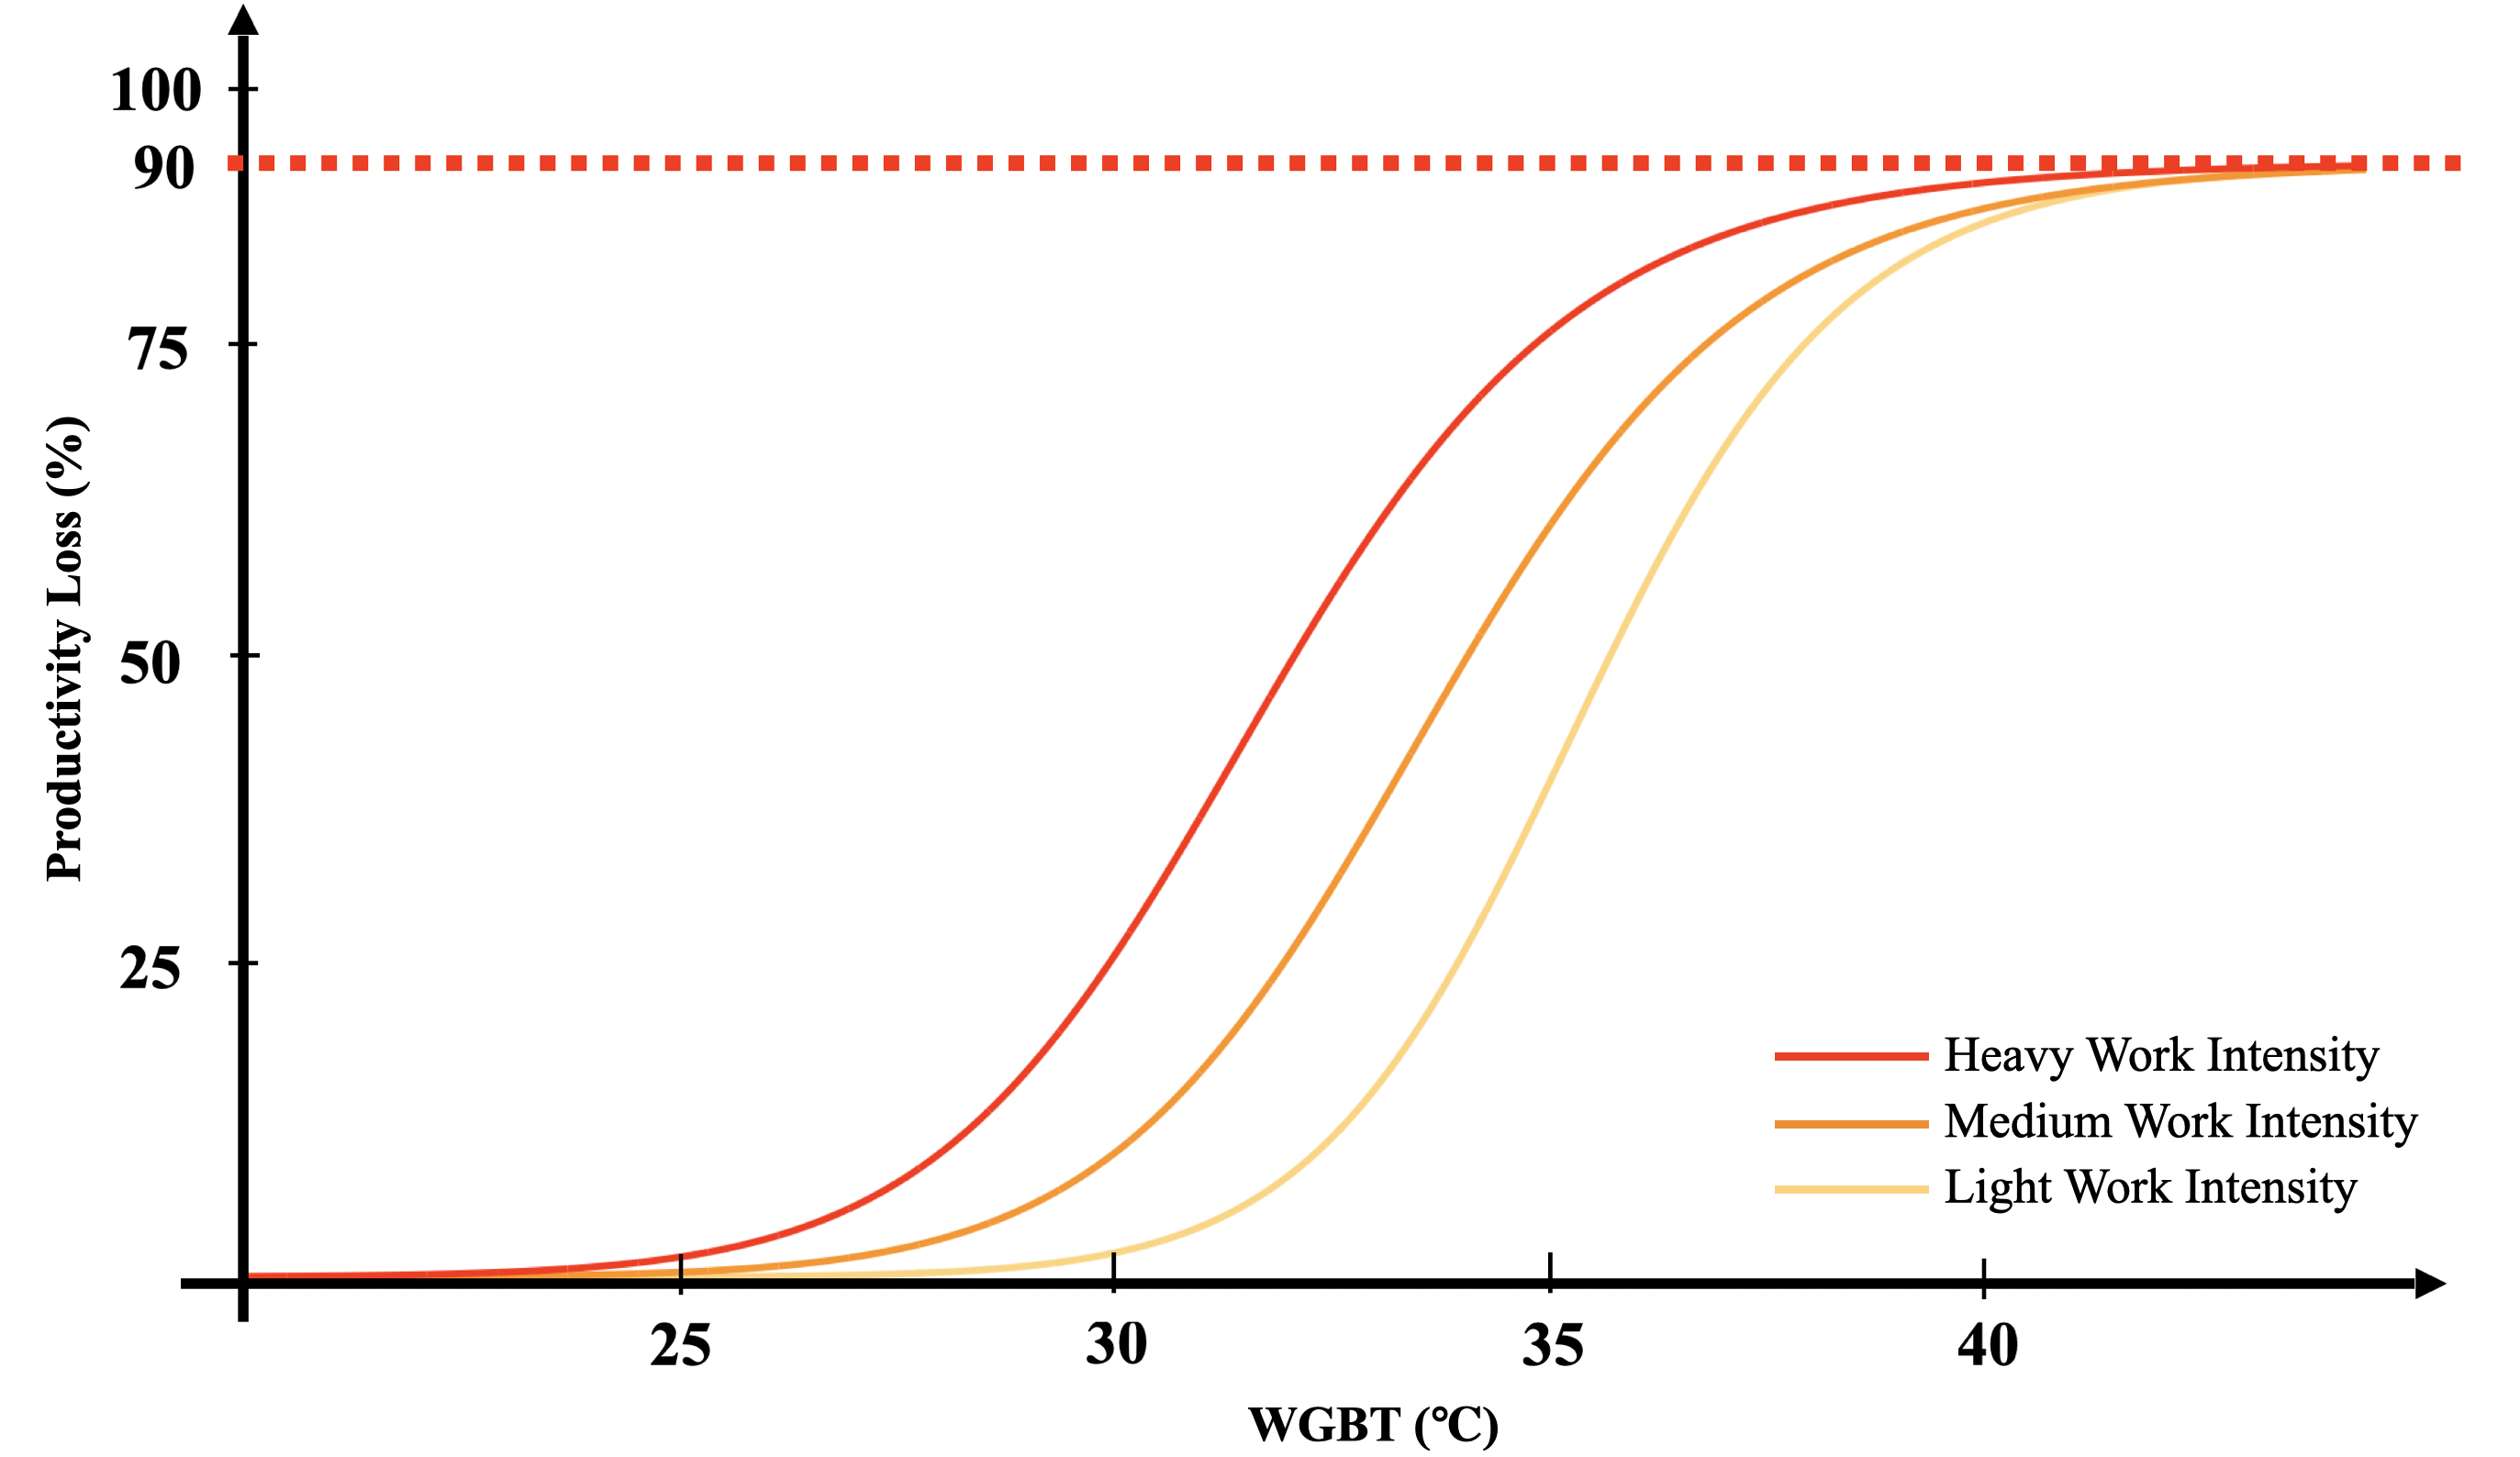 100
90
75
50
25
Productivity Loss (%)
Heavy Work Intensity
Medium Work Intensity
Light Work Intensity
25 30 35 40
WGBT (°C)